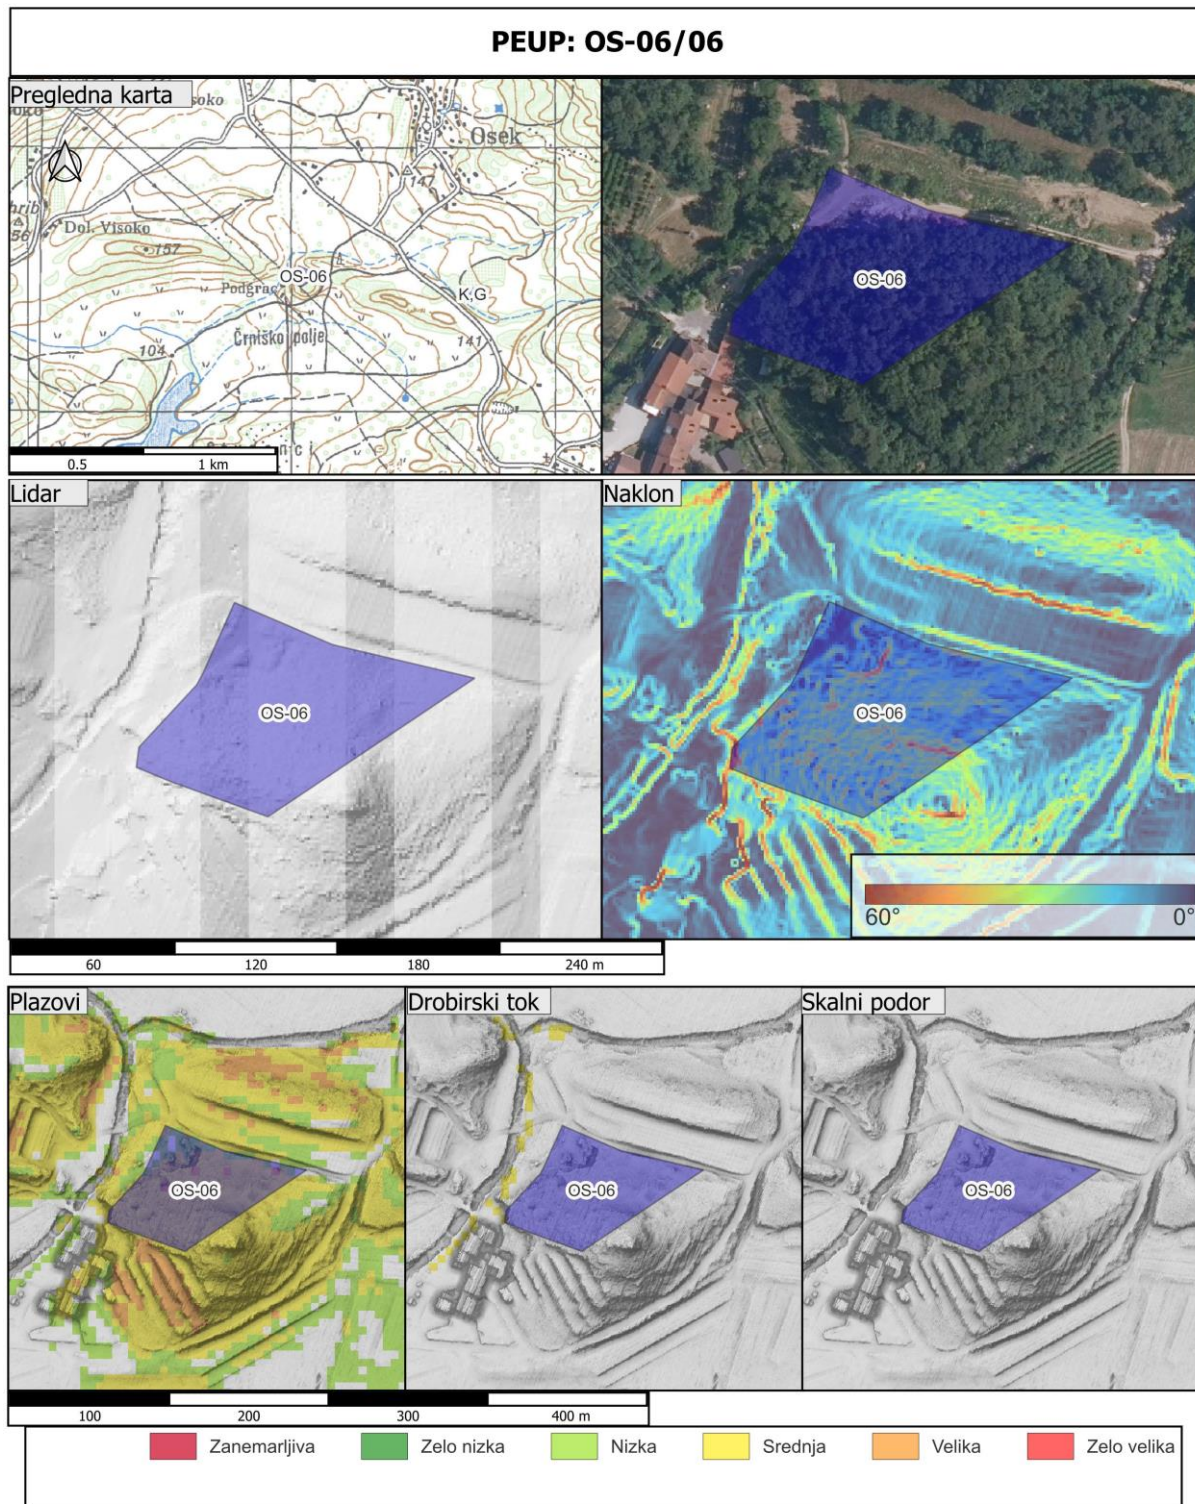 PEUP: OS-06/06
Pregledna karta
Osek
147
Dol. Visoko
157
OS-06
Podgrac
K,G
Črniško polje
104
141
0.5 1 km
OS-06
Lidar
OS-06
Naklon
OS-06
60° 0°
60 120 180 240 m
Plazovi
OS-06
Drobirski tok
OS-06
Skalni podor
OS-06
100 200 300 400 m
Zanemarljiva Zelo nizka Nizka Srednja Velika Zelo velika